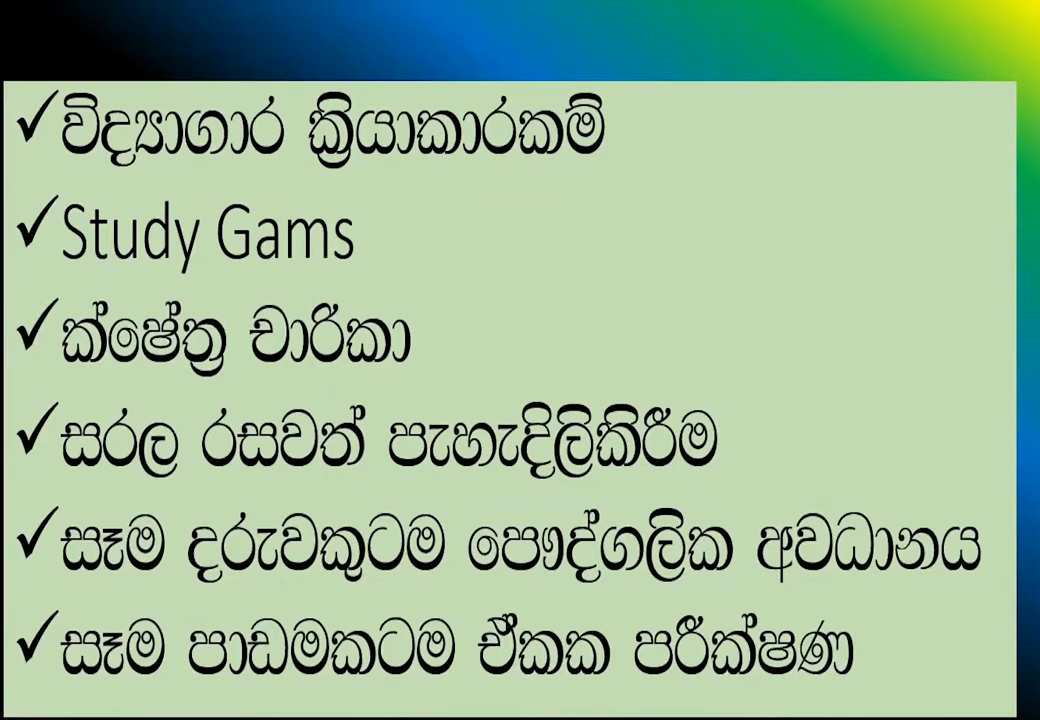 ✓විද්‍යාගාර ක්‍රියාකාරකම්
✓Study Gams
✓ක්ෂේත්‍ර චාරිකා
✓සරල රසවත් පැහැදිලිකිරීම
✓සෑම දරුවකුටම පෞද්ගලික අවධානය
✓සෑම පාඩමකටම ඒකක පරීක්ෂණ